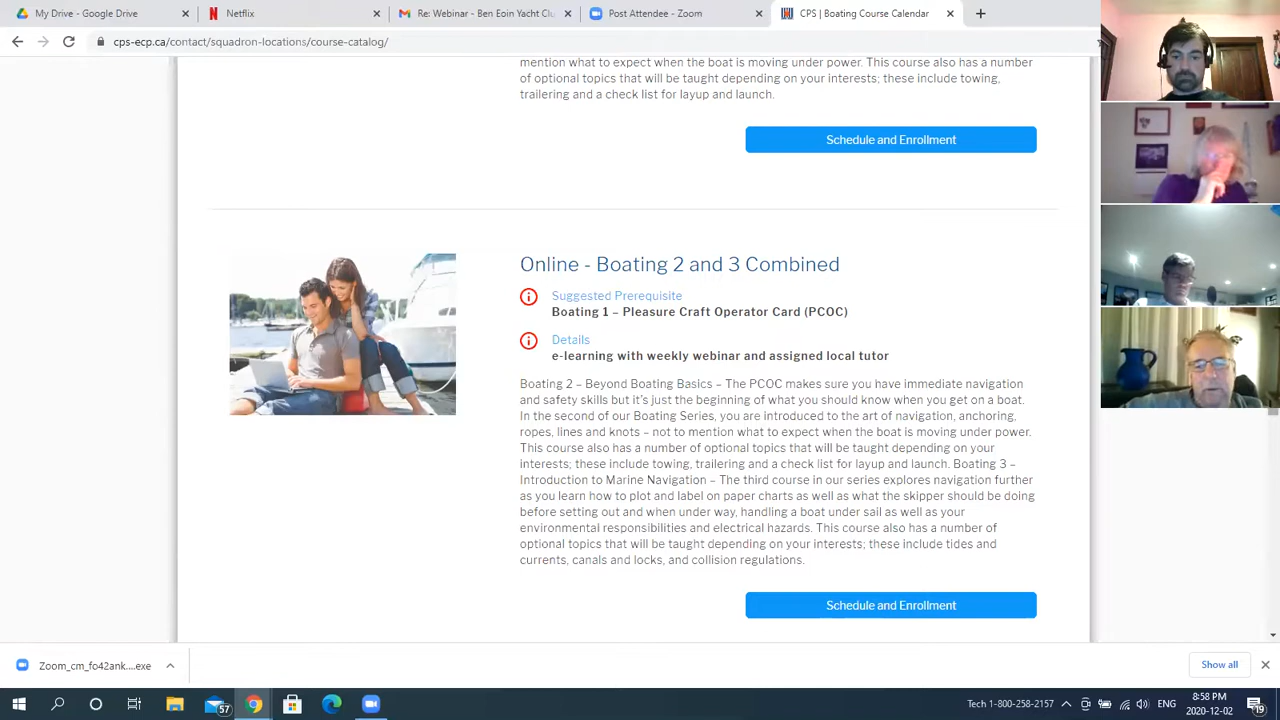 My Drive - Google Drive
Netflix
Re: Webinar - Ben Eoin Yacht Clu
Post Attendee - Zoom
CPS | Boating Course Calendar
cps-ecp.ca/contact/squadron-locations/course-catalog/
mention what to expect when the boat is moving under power. This course also has a number
of optional topics that will be taught depending on your interests; these include towing,
trailering and a check list for layup and launch.
Schedule and Enrollment
Online - Boating 2 and 3 Combined
Suggested Prerequisite
Boating 1 – Pleasure Craft Operator Card (PCOC)
Details
e-learning with weekly webinar and assigned local tutor
Boating 2 – Beyond Boating Basics – The PCOC makes sure you have immediate navigation
and safety skills but it's just the beginning of what you should know when you get on a boat.
In the second of our Boating Series, you are introduced to the art of navigation, anchoring,
ropes, lines and knots – not to mention what to expect when the boat is moving under power.
This course also has a number of optional topics that will be taught depending on your
interests; these include towing, trailering and a check list for layup and launch. Boating 3 –
Introduction to Marine Navigation – The third course in our series explores navigation further
as you learn how to plot and label on paper charts as well as what the skipper should be doing
before setting out and when under way, handling a boat under sail as well as your
environmental responsibilities and electrical hazards. This course also has a number of
optional topics that will be taught depending on your interests; these include tides and
currents, canals and locks, and collision regulations.
Schedule and Enrollment
Zoom_cm_fo42ank....exe
Show all
57
Tech 1-800-258-2157
ENG
8:58 PM
2020-12-02
19